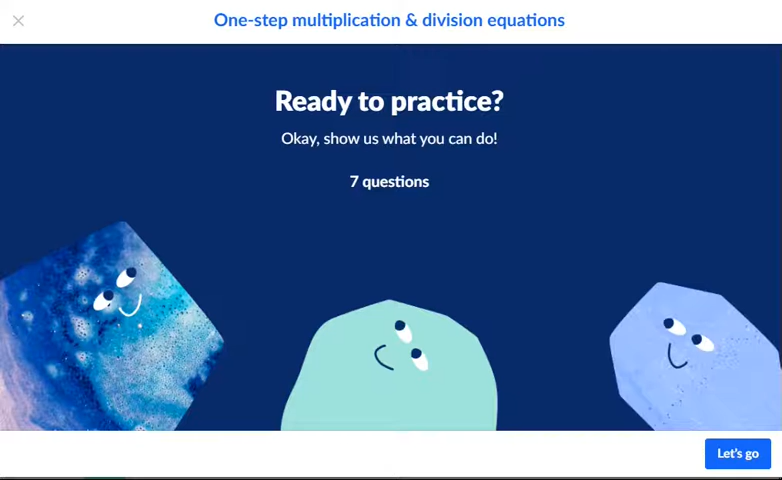 One-step multiplication & division equations
Ready to practice?
Okay, show us what you can do!
7 questions
Let's go